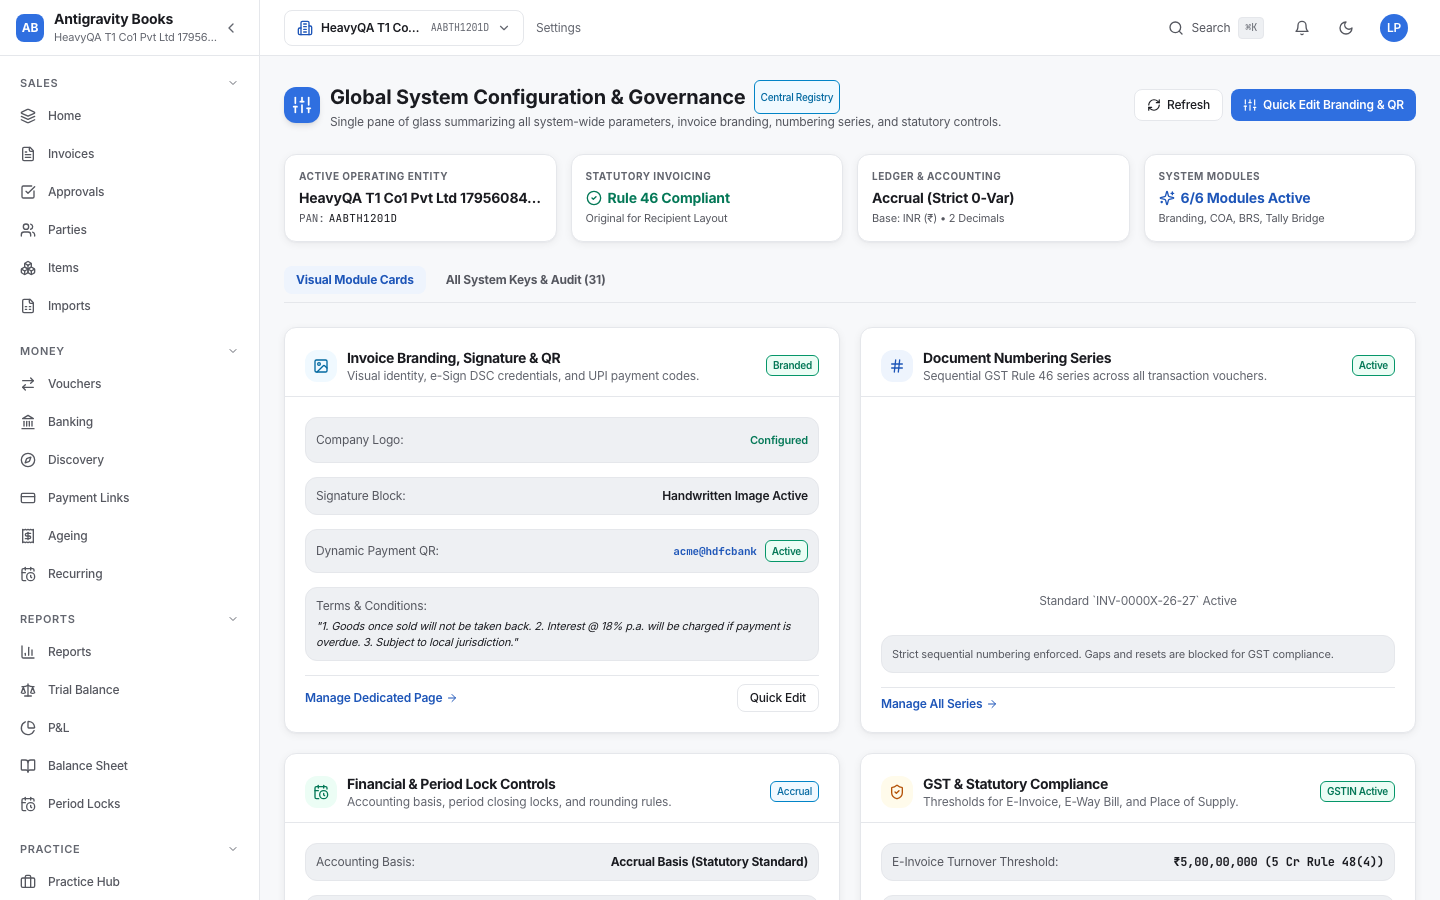 AB
Antigravity Books
HeavyQA T1 Co1 Pvt Ltd 17956...
SALES
Home
Invoices
Approvals
Parties
Items
Imports
MONEY
Vouchers
Banking
Discovery
Payment Links
Ageing
Recurring
REPORTS
Reports
Trial Balance
P&L
Balance Sheet
Period Locks
PRACTICE
Practice Hub
HeavyQA T1 Co... AABTH1201D
Settings
Search ⌘K
LP
Global System Configuration & Governance Central Registry
Single pane of glass summarizing all system-wide parameters, invoice branding, numbering series, and statutory controls.
Refresh
Quick Edit Branding & QR
ACTIVE OPERATING ENTITY
HeavyQA T1 Co1 Pvt Ltd 17956084...
PAN: AABTH1201D
STATUTORY INVOICING
Rule 46 Compliant
Original for Recipient Layout
LEDGER & ACCOUNTING
Accrual (Strict 0-Var)
Base: INR (₹) • 2 Decimals
SYSTEM MODULES
6/6 Modules Active
Branding, COA, BRS, Tally Bridge
Visual Module Cards
All System Keys & Audit (31)
Invoice Branding, Signature & QR
Visual identity, e-Sign DSC credentials, and UPI payment codes.
Branded
Company Logo: Configured
Signature Block: Handwritten Image Active
Dynamic Payment QR: acme@hdfcbank Active
Terms & Conditions:
"1. Goods once sold will not be taken back. 2. Interest @ 18% p.a. will be charged if payment is
overdue. 3. Subject to local jurisdiction."
Manage Dedicated Page →
Quick Edit
Document Numbering Series
Sequential GST Rule 46 series across all transaction vouchers.
Active
Standard `INV-0000X-26-27` Active
Strict sequential numbering enforced. Gaps and resets are blocked for GST compliance.
Manage All Series →
Financial & Period Lock Controls
Accounting basis, period closing locks, and rounding rules.
Accrual
Accounting Basis: Accrual Basis (Statutory Standard)
GST & Statutory Compliance
Thresholds for E-Invoice, E-Way Bill, and Place of Supply.
GSTIN Active
E-Invoice Turnover Threshold: ₹5,00,00,000 (5 Cr Rule 48(4))